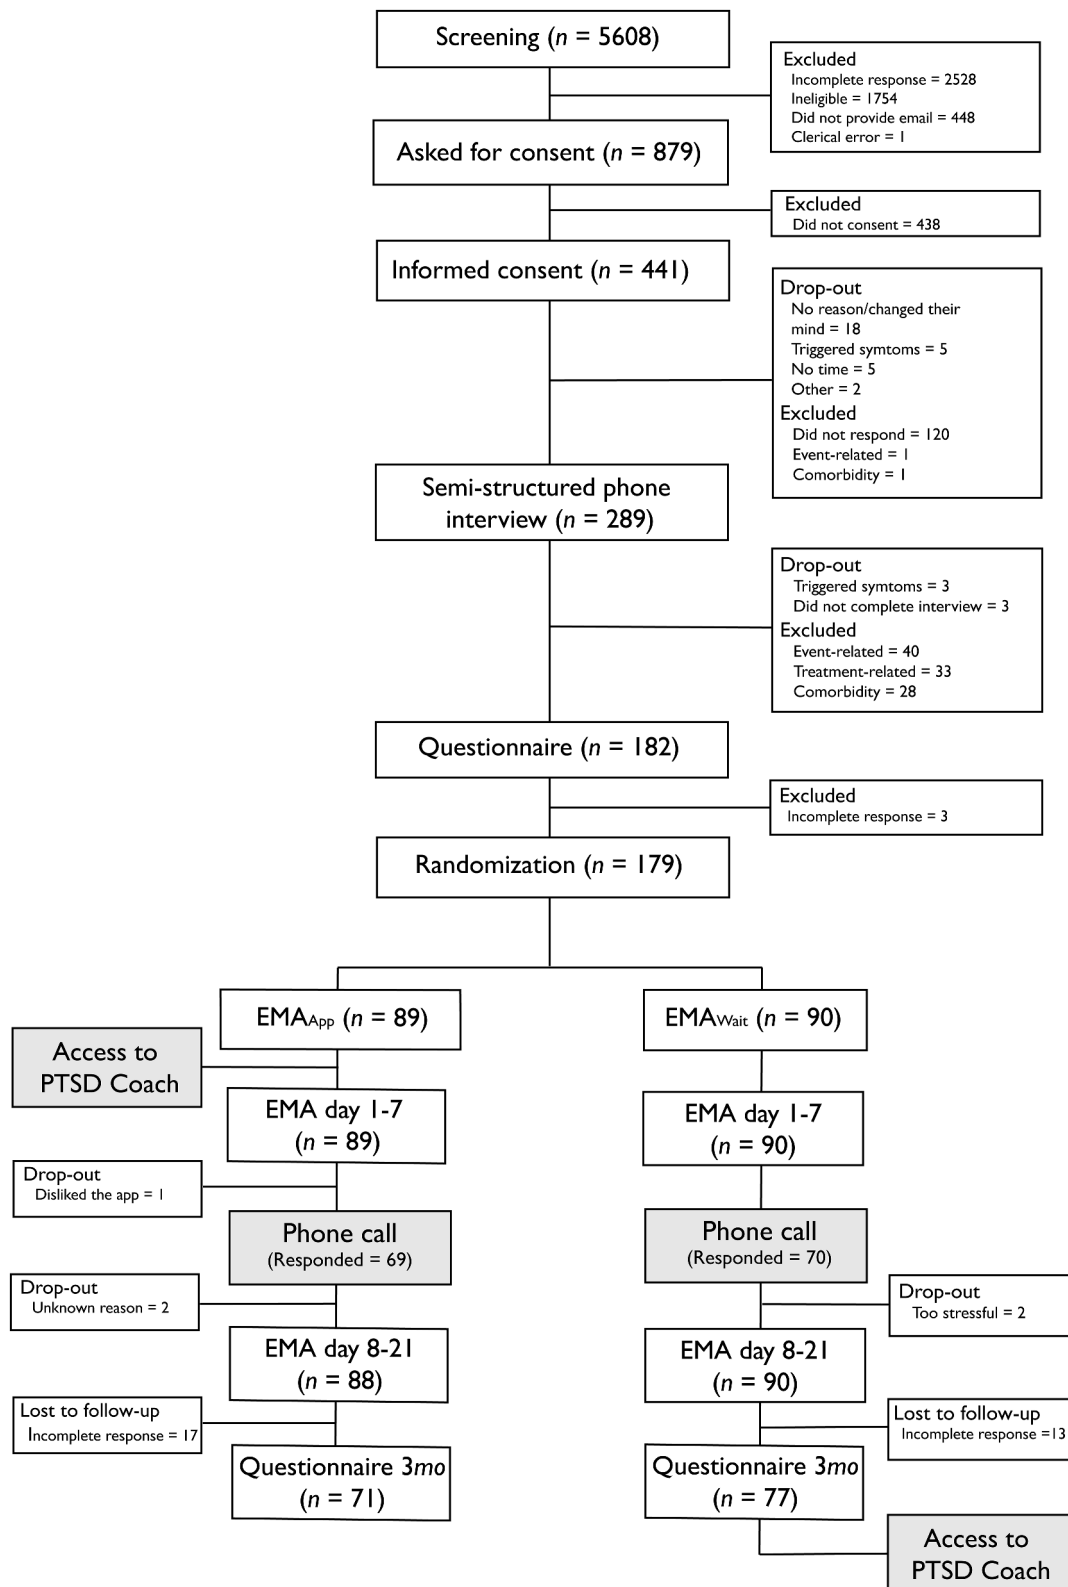 Screening (n = 5608)
Excluded
Incomplete response = 2528
Ineligible = 1754
Did not provide email = 448
Clerical error = 1
Asked for consent (n = 879)
Excluded
Did not consent = 438
Informed consent (n = 441)
Drop-out
No reason/changed their
mind = 18
Triggered symtoms = 5
No time = 5
Other = 2
Excluded
Did not respond = 120
Event-related = 1
Comorbidity = 1
Semi-structured phone
interview (n = 289)
Drop-out
Triggered symtoms = 3
Did not complete interview = 3
Excluded
Event-related = 40
Treatment-related = 33
Comorbidity = 28
Questionnaire (n = 182)
Excluded
Incomplete response = 3
Randomization (n = 179)
EMAApp (n = 89)
EMAWait (n = 90)
Access to
PTSD Coach
EMA day 1-7
(n = 89)
EMA day 1-7
(n = 90)
Drop-out
Disliked the app = 1
Phone call
(Responded = 69)
Phone call
(Responded = 70)
Drop-out
Unknown reason = 2
Drop-out
Too stressful = 2
EMA day 8-21
(n = 88)
EMA day 8-21
(n = 90)
Lost to follow-up
Incomplete response = 17
Lost to follow-up
Incomplete response =13
Questionnaire 3mo
(n = 71)
Questionnaire 3mo
(n = 77)
Access to
PTSD Coach